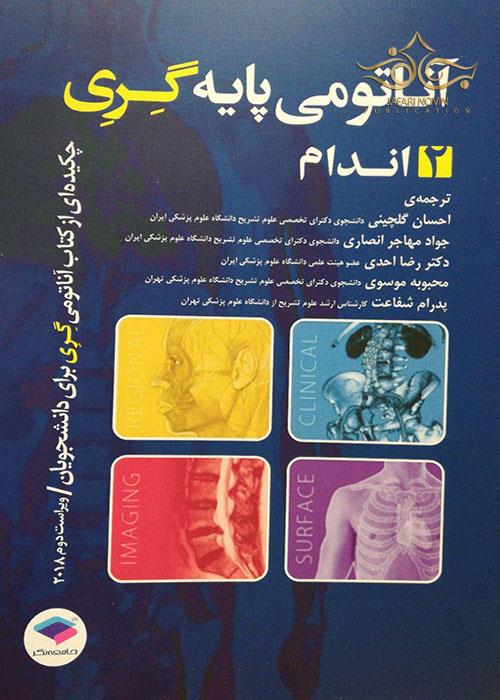 آناتومی پایه گِری
۲ اندام
ترجمه‌ی
احسان گلچینی دانشجوی دکترای تخصصی علوم تشریح دانشگاه علوم پزشکی ایران
جواد مهاجر انصاری دانشجوی دکترای تخصصی علوم تشریح دانشگاه علوم پزشکی ایران
دکتر رضا احدی عضو هیئت علمی دانشگاه علوم پزشکی ایران
محبوبه موسوی دانشجوی دکترای تخصصی علوم تشریح دانشگاه علوم پزشکی تهران
پدرام شفاعت کارشناس ارشد علوم تشریح از دانشگاه علوم پزشکی تهران
چکیده‌ای از کتاب آناتومی گِری برای دانشجویان / ویراست دوم ۲۰۱۸
REGIONAL
CLINICAL
IMAGING
SURFACE
جامعه‌نگر
JAFARI NOVIN
PUBLICATION